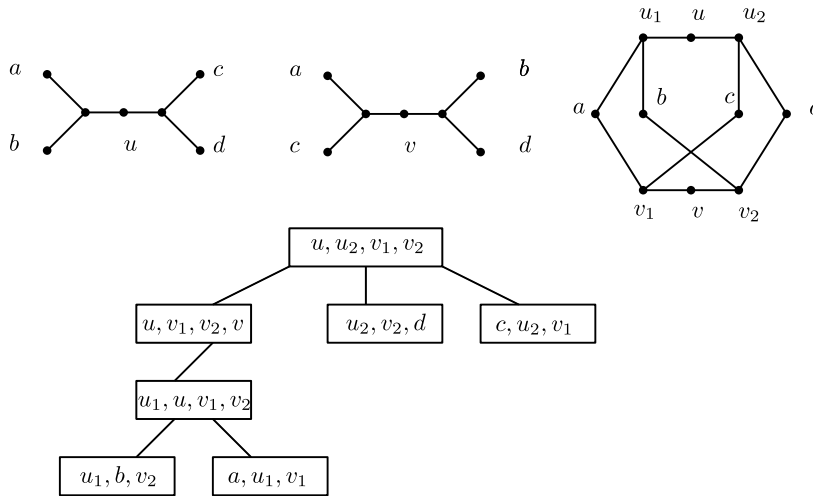 u₁ u u₂
a c a b
b c a d
b u d c v d
v₁ v v₂
u, u₂, v₁, v₂
u, v₁, v₂, v u₂, v₂, d c, u₂, v₁
u₁, u, v₁, v₂
u₁, b, v₂ a, u₁, v₁